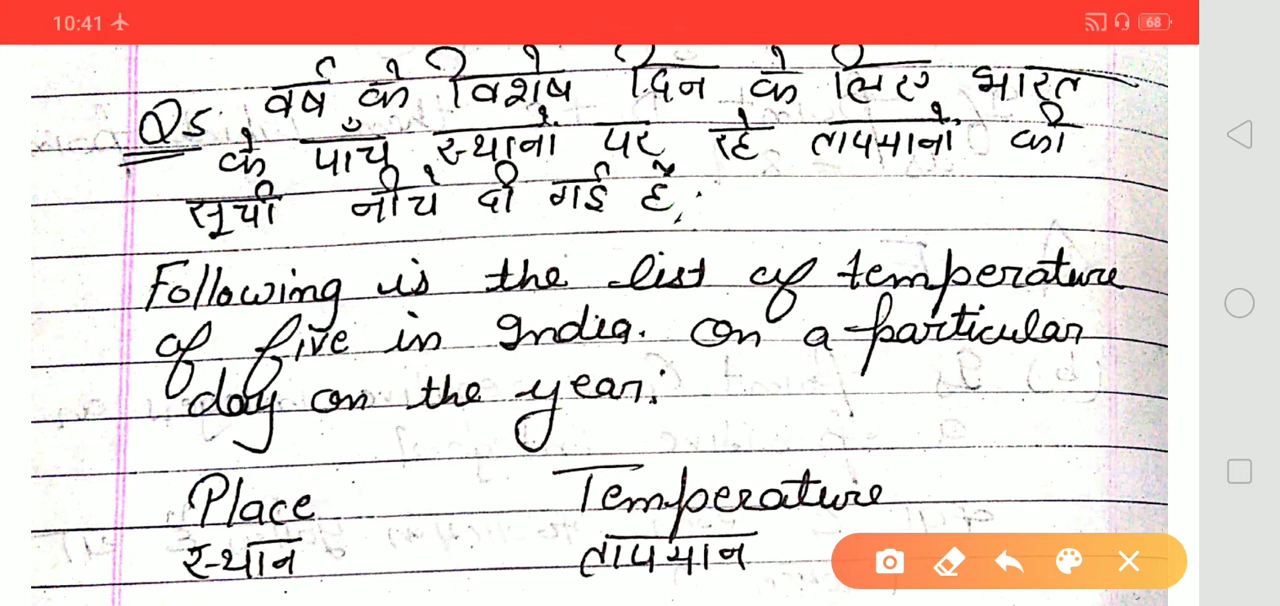 10:41
68
Q5 वर्ष के विशेष दिन के लिए भारत
के पाँच स्थानों पर रहे तापमानों की
सूची नीचे दी गई है;
Following is the list of temperature
of five in India. on a particular
day on the year:
Place Temperature
स्थान तापमान